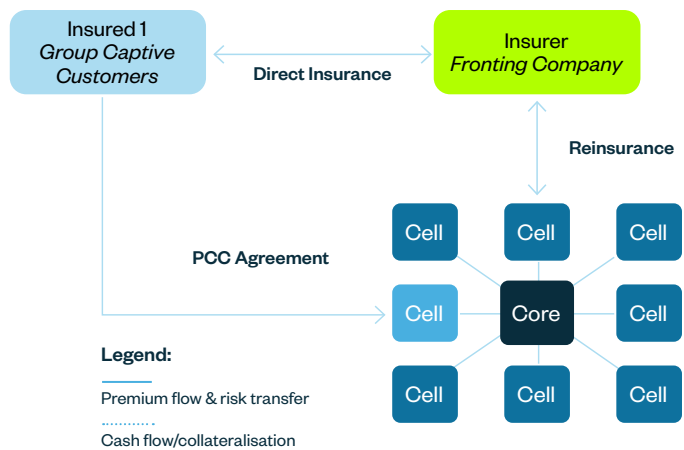 Insured 1
Group Captive
Customers
Insurer
Fronting Company
Direct Insurance
Reinsurance
PCC Agreement
Cell
Cell
Cell
Cell
Core
Cell
Cell
Cell
Cell
Legend:
Premium flow & risk transfer
Cash flow/collateralisation